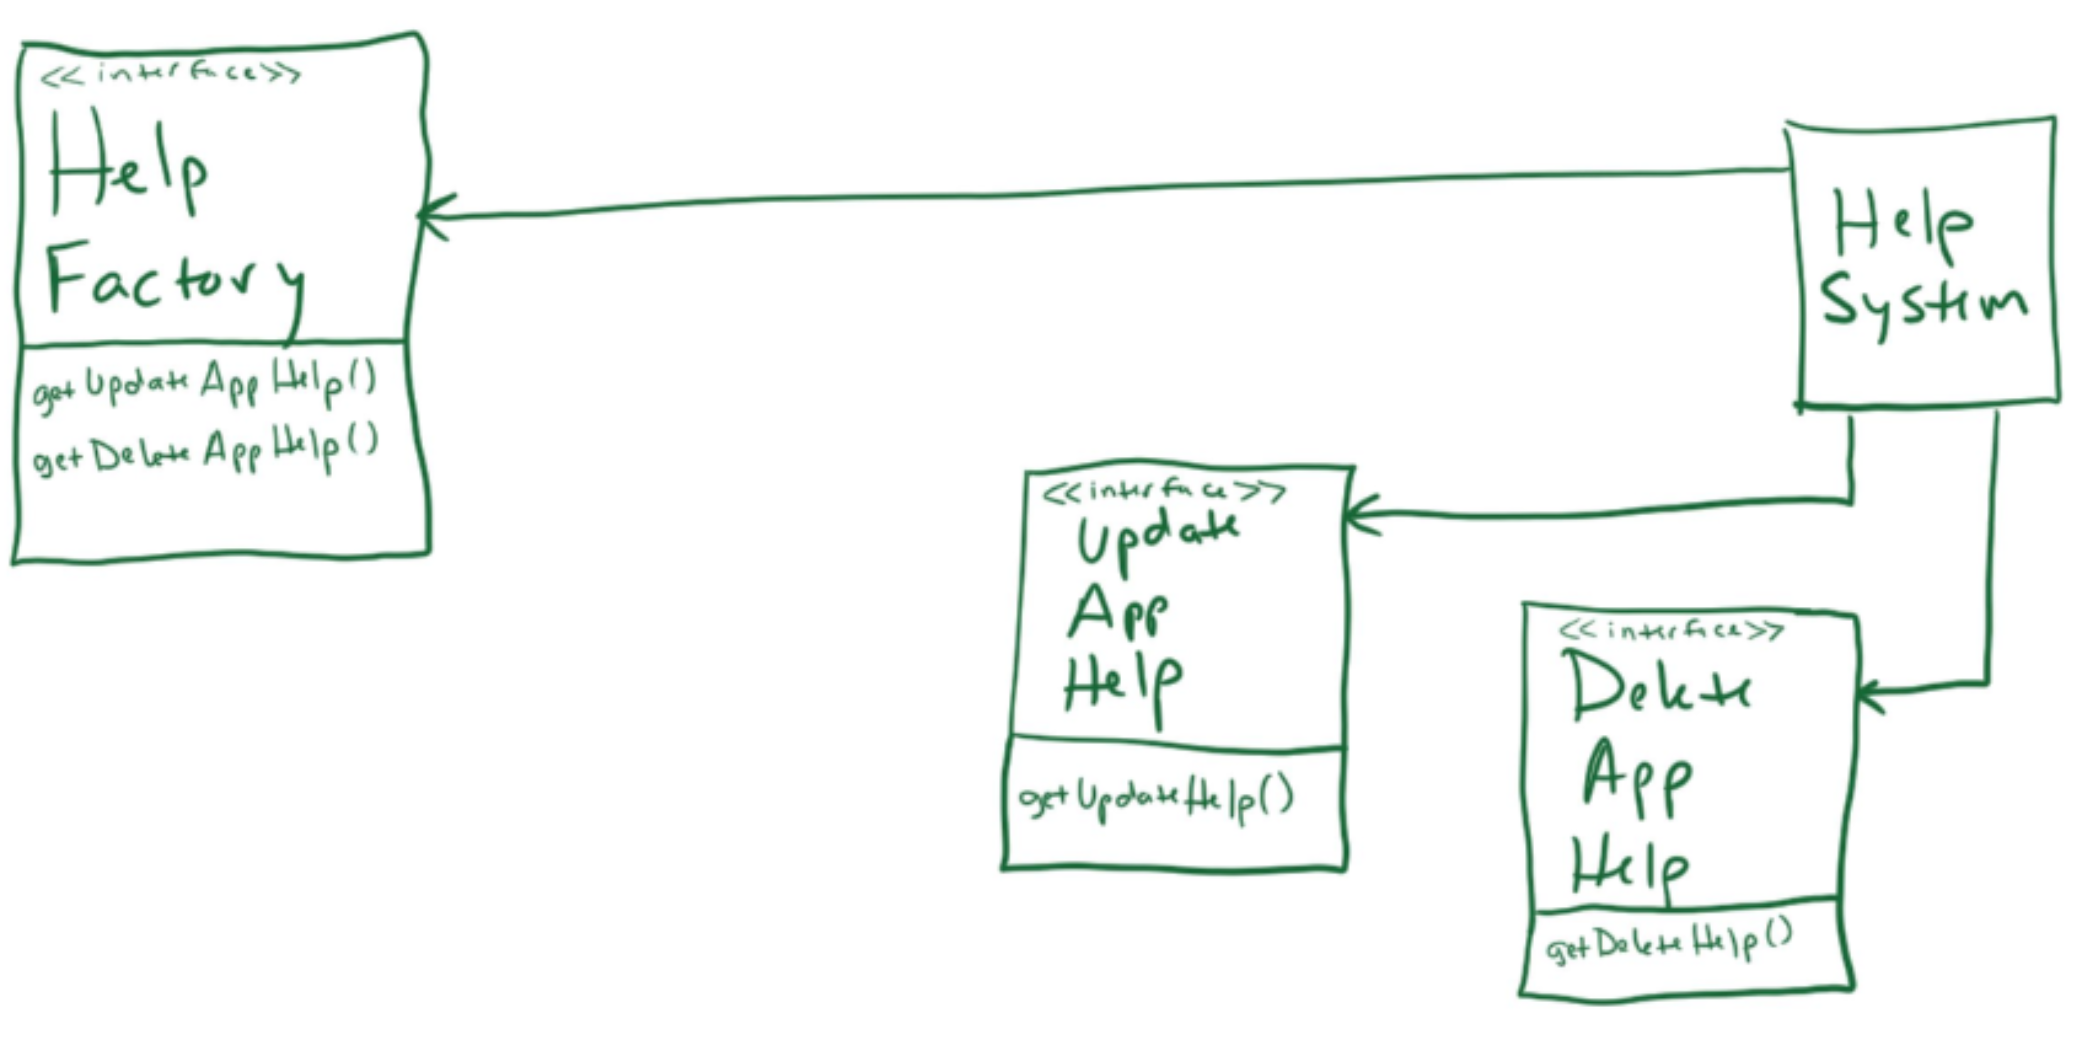 <<interface>>
Help
Factory
getUpdateAppHelp()
getDeleteAppHelp()
Help
System
<<interface>>
Update
App
Help
getUpdateHelp()
<<interface>>
Delete
App
Help
getDeleteHelp()